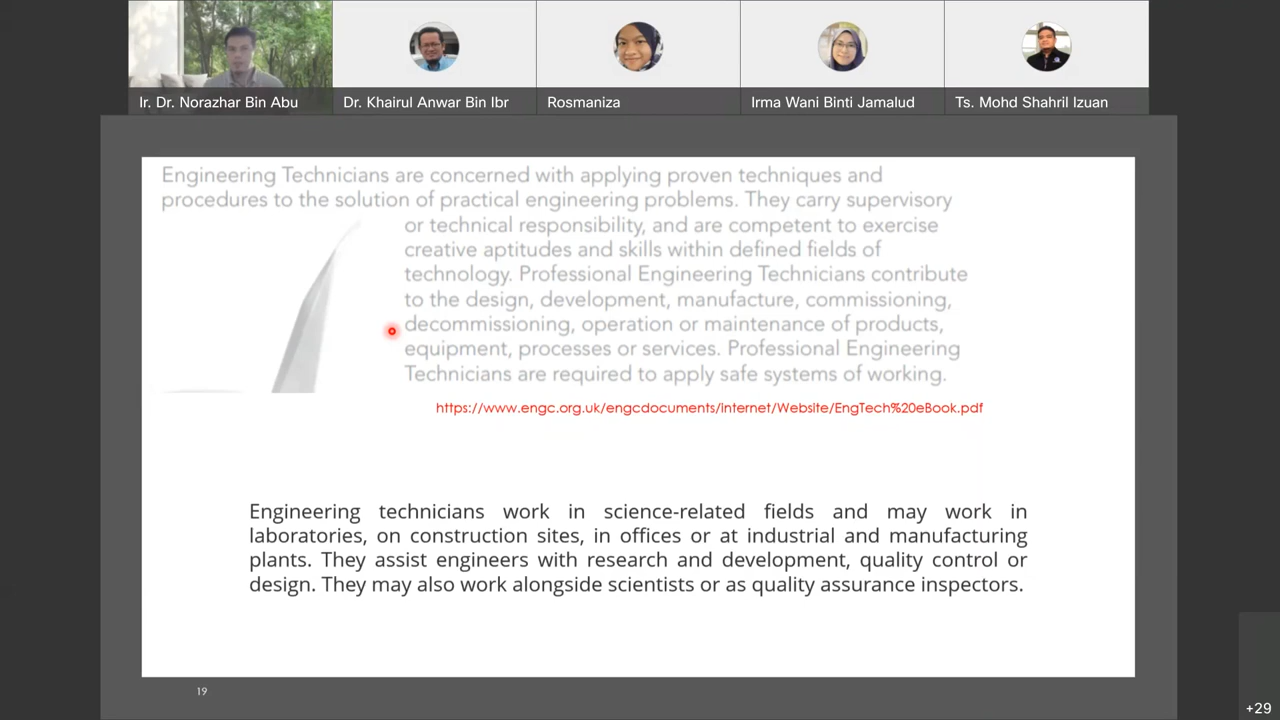 Ir. Dr. Norazhar Bin Abu
Dr. Khairul Anwar Bin Ibr
Rosmaniza
Irma Wani Binti Jamalud
Ts. Mohd Shahril Izuan
Engineering Technicians are concerned with applying proven techniques and
procedures to the solution of practical engineering problems. They carry supervisory
or technical responsibility, and are competent to exercise
creative aptitudes and skills within defined fields of
technology. Professional Engineering Technicians contribute
to the design, development, manufacture, commissioning,
decommissioning, operation or maintenance of products,
equipment, processes or services. Professional Engineering
Technicians are required to apply safe systems of working.
https://www.engc.org.uk/engcdocuments/internet/Website/EngTech%20eBook.pdf
Engineering technicians work in science-related fields and may work in
laboratories, on construction sites, in offices or at industrial and manufacturing
plants. They assist engineers with research and development, quality control or
design. They may also work alongside scientists or as quality assurance inspectors.
19
+29